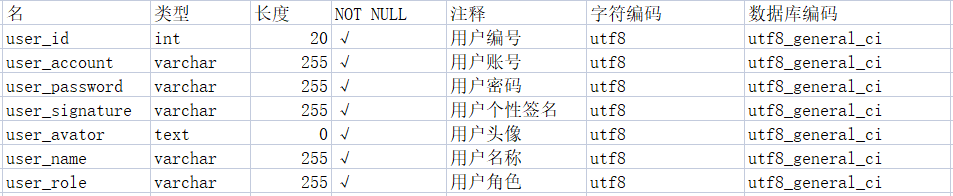 名 类型 长度 NOT NULL 注释 字符编码 数据库编码
user_id int 20 √ 用户编号 utf8 utf8_general_ci
user_account varchar 255 √ 用户账号 utf8 utf8_general_ci
user_password varchar 255 √ 用户密码 utf8 utf8_general_ci
user_signature varchar 255 √ 用户个性签名 utf8 utf8_general_ci
user_avator text 0 √ 用户头像 utf8 utf8_general_ci
user_name varchar 255 √ 用户名称 utf8 utf8_general_ci
user_role varchar 255 √ 用户角色 utf8 utf8_general_ci